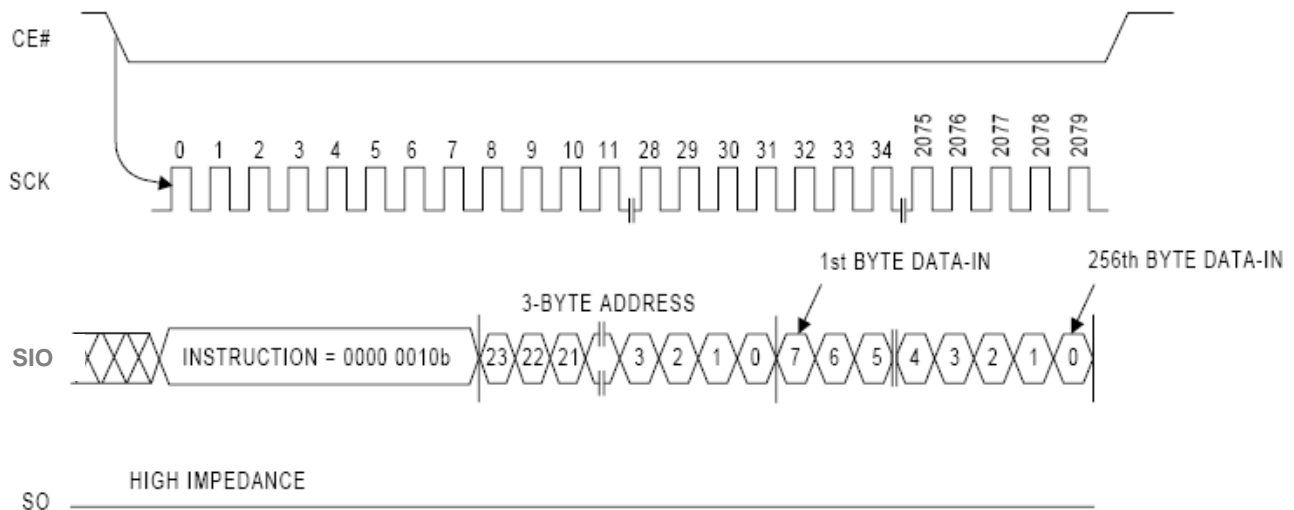 CE#
0 1 2 3 4 5 6 7 8 9 10 11 28 29 30 31 32 33 34 2075 2076 2077 2078 2079
SCK
1st BYTE DATA-IN 256th BYTE DATA-IN
3-BYTE ADDRESS
SIO INSTRUCTION = 0000 0010b 23 22 21 3 2 1 0 7 6 5 4 3 2 1 0
HIGH IMPEDANCE
SO